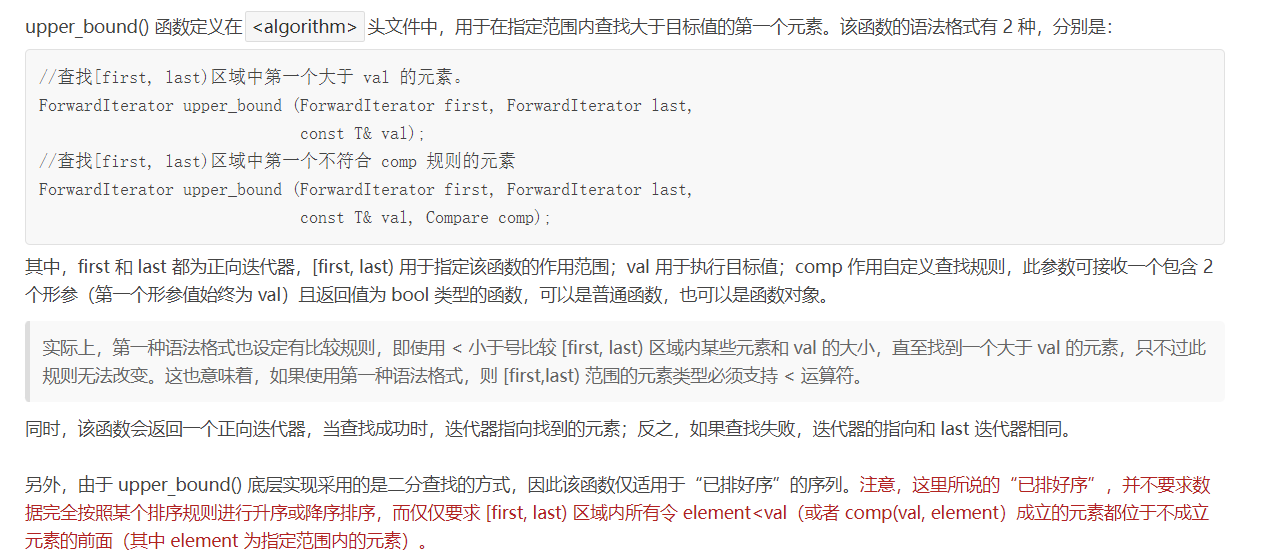 upper_bound() 函数定义在 <algorithm> 头文件中，用于在指定范围内查找大于目标值的第一个元素。该函数的语法格式有 2 种，分别是：
//查找[first, last)区域中第一个大于 val 的元素。
ForwardIterator upper_bound (ForwardIterator first, ForwardIterator last,
const T& val);
//查找[first, last)区域中第一个不符合 comp 规则的元素
ForwardIterator upper_bound (ForwardIterator first, ForwardIterator last,
const T& val, Compare comp);
其中，first 和 last 都为正向迭代器，[first, last) 用于指定该函数的作用范围；val 用于执行目标值；comp 作用自定义查找规则，此参数可接收一个包含 2
个形参（第一个形参值始终为 val）且返回值为 bool 类型的函数，可以是普通函数，也可以是函数对象。
实际上，第一种语法格式也设定有比较规则，即使用 < 小于号比较 [first, last) 区域内某些元素和 val 的大小，直至找到一个大于 val 的元素，只不过此
规则无法改变。这也意味着，如果使用第一种语法格式，则 [first,last) 范围的元素类型必须支持 < 运算符。
同时，该函数会返回一个正向迭代器，当查找成功时，迭代器指向找到的元素；反之，如果查找失败，迭代器的指向和 last 迭代器相同。
另外，由于 upper_bound() 底层实现采用的是二分查找的方式，因此该函数仅适用于“已排好序”的序列。注意，这里所说的“已排好序”，并不要求数
据完全按照某个排序规则进行升序或降序排序，而仅仅要求 [first, last) 区域内所有令 element<val（或者 comp(val, element）成立的元素都位于不成立
元素的前面（其中 element 为指定范围内的元素）。